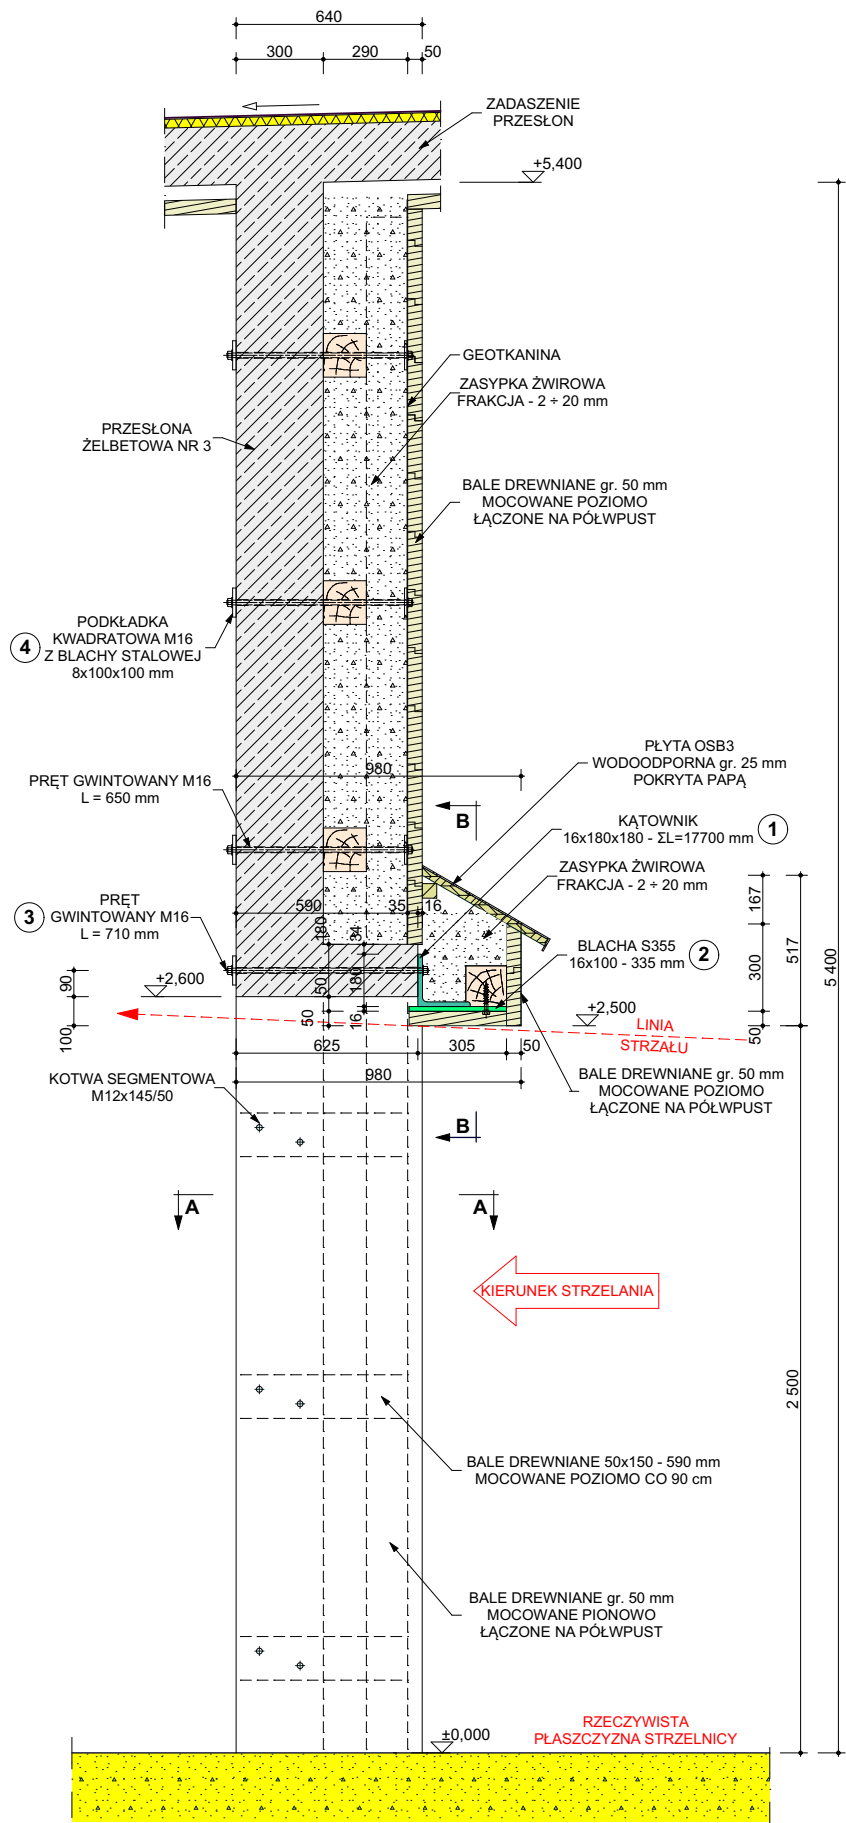 640
300
290
50
ZADASZENIE
PRZESŁON
+5,400
GEOTKANINA
ZASYPKA ŻWIROWA
FRAKCJA - 2 ÷ 20 mm
PRZESŁONA
ŻELBETOWA NR 3
BALE DREWNIANE gr. 50 mm
MOCOWANE POZIOMO
ŁĄCZONE NA PÓŁWPUST
4
PODKŁADKA
KWADRATOWA M16
Z BLACHY STALOWEJ
8x100x100 mm
PŁYTA OSB3
WODOODPORNA gr. 25 mm
POKRYTA PAPĄ
980
PRĘT GWINTOWANY M16
L = 650 mm
B
KĄTOWNIK
16x180x180 - ΣL=17700 mm
1
ZASYPKA ŻWIROWA
FRAKCJA - 2 ÷ 20 mm
3
PRĘT
GWINTOWANY M16
L = 710 mm
590
35
16
180
34
167
517
5 400
BLACHA S355
16x100 - 335 mm
2
300
90
+2,600
50
180
+2,500
100
50
16
50
LINIA
STRZAŁU
625
305
50
980
KOTWA SEGMENTOWA
M12x145/50
BALE DREWNIANE gr. 50 mm
MOCOWANE POZIOMO
ŁĄCZONE NA PÓŁWPUST
B
A
A
KIERUNEK STRZELANIA
2 500
BALE DREWNIANE 50x150 - 590 mm
MOCOWANE POZIOMO CO 90 cm
BALE DREWNIANE gr. 50 mm
MOCOWANE PIONOWO
ŁĄCZONE NA PÓŁWPUST
±0,000
RZECZYWISTA
PŁASZCZYZNA STRZELNICY